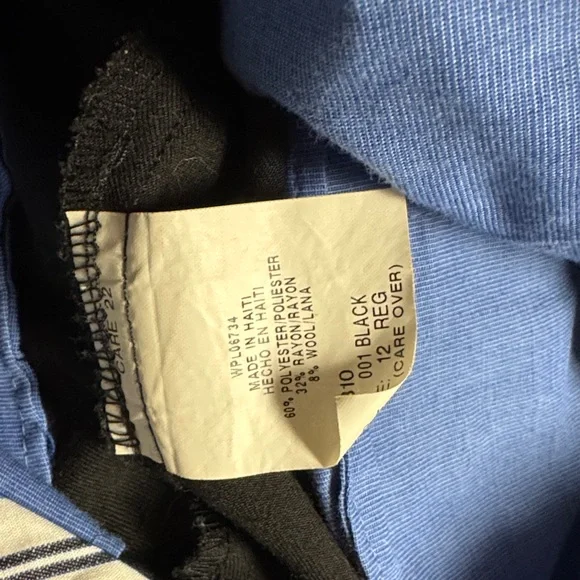 CARE 22
WPL06734
MADE IN HAITI
HECHO EN HAITI
60% POLYESTER/POLIESTER
32% RAYON/RAYON
8% WOOL/LANA
310
001 BLACK
E: 12 REG
(CARE OVER)